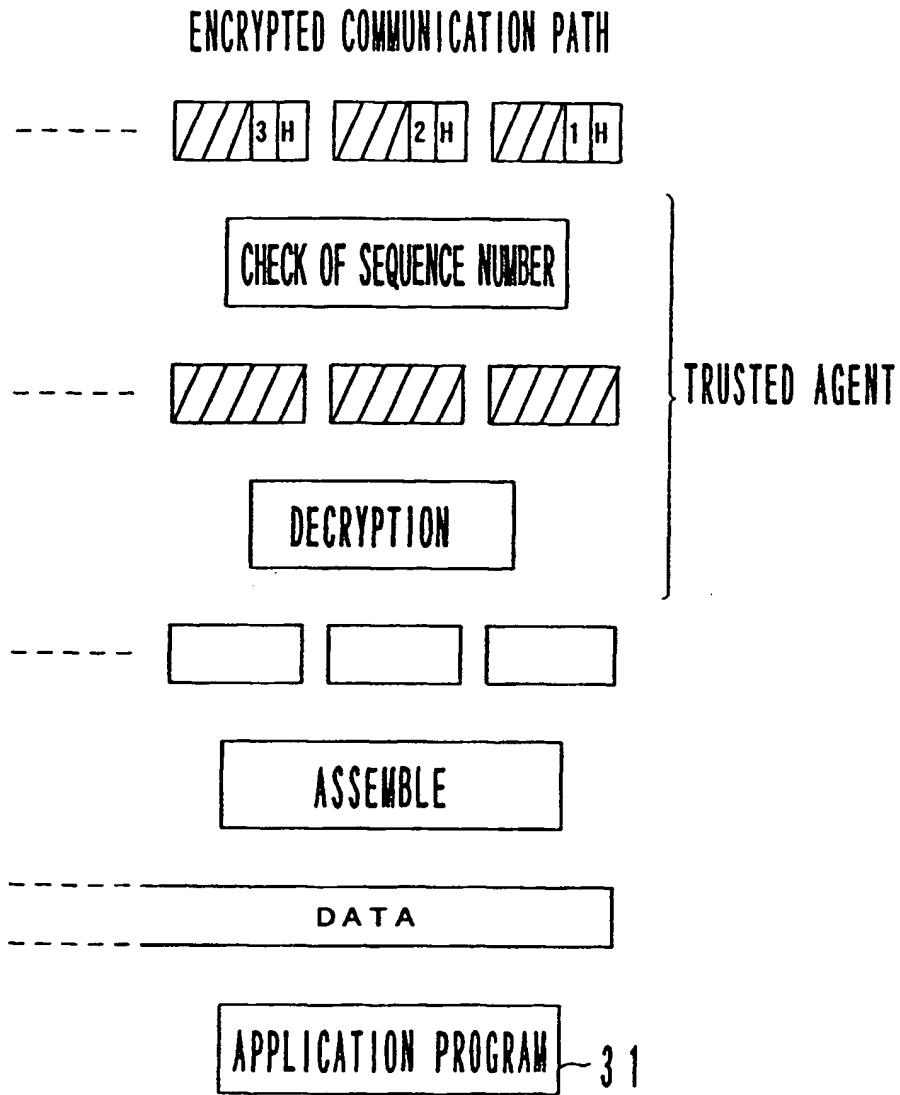 ENCRYPTED COMMUNICATION PATH
3 H 2 H 1 H
CHECK OF SEQUENCE NUMBER
TRUSTED AGENT
DECRYPTION
ASSEMBLE
DATA
APPLICATION PROGRAM 31